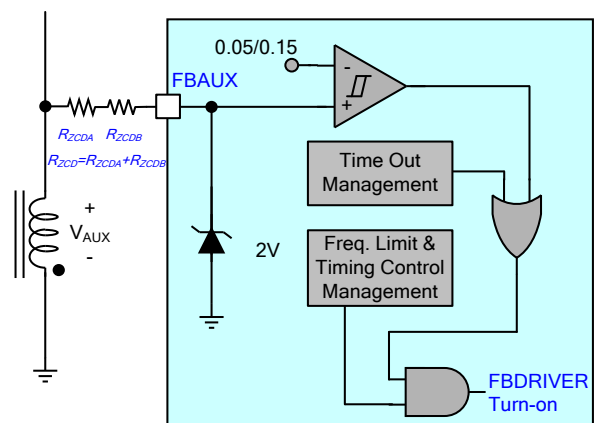 0.05/0.15
FBAUX
-
+
R_ZCDA R_ZCDB
R_ZCD=R_ZCDA+R_ZCDB
Time Out
Management
+
V_AUX
-
2V
Freq. Limit &
Timing Control
Management
FBDRIVER
Turn-on